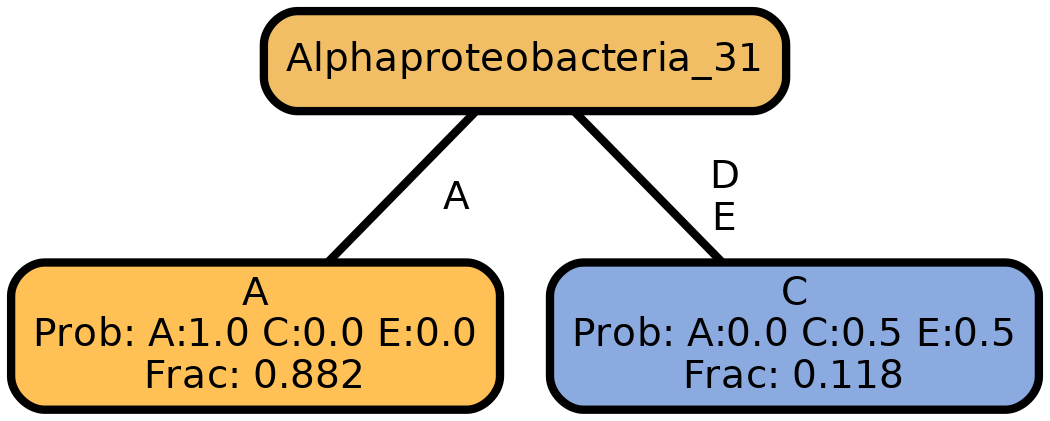 Alphaproteobacteria_31
A
D
E
A
Prob: A:1.0 C:0.0 E:0.0
Frac: 0.882
C
Prob: A:0.0 C:0.5 E:0.5
Frac: 0.118